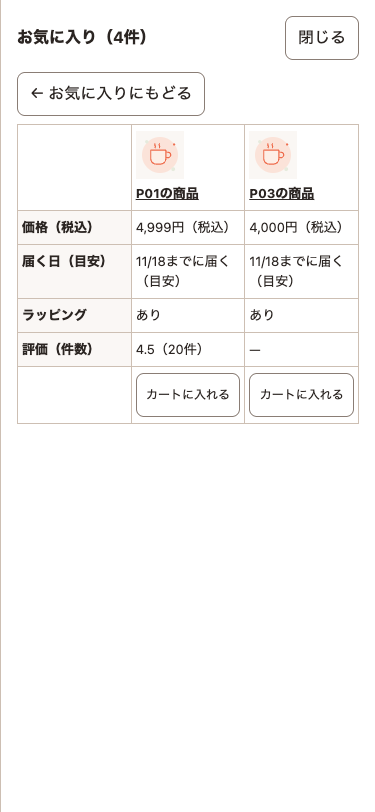 お気に入り（4件）
閉じる
← お気に入りにもどる
P01の商品
P03の商品
価格（税込）
4,999円（税込）
4,000円（税込）
届く日（目安）
11/18までに届く
（目安）
11/18までに届く
（目安）
ラッピング
あり
あり
評価（件数）
4.5（20件）
—
カートに入れる
カートに入れる